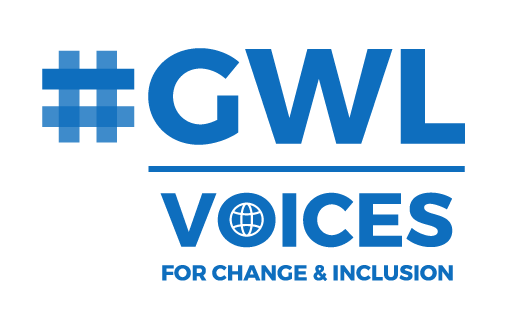 #GWL
VOICES
FOR CHANGE & INCLUSION